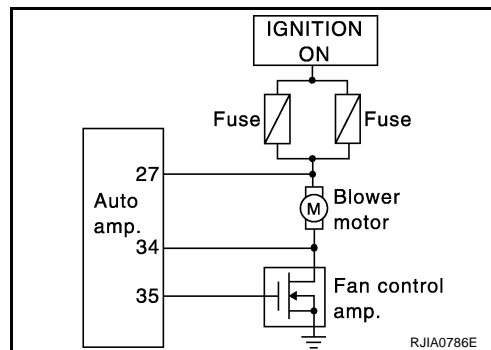 IGNITION
ON
Fuse
Fuse
27
Auto
amp.
Blower
motor
M
34
35
Fan control
amp.
RJIA0786E